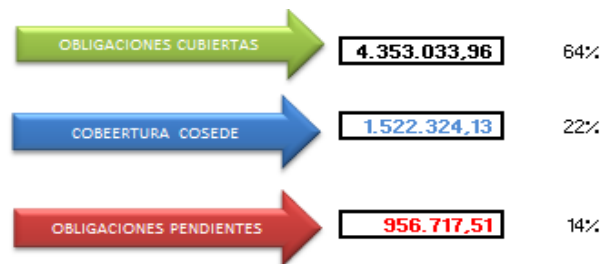 OBLIGACIONES CUBIERTAS 4.353.033,96 64%
COBEERTURA COSEDE 1.522.324,13 22%
OBLIGACIONES PENDIENTES 956.717,51 14%